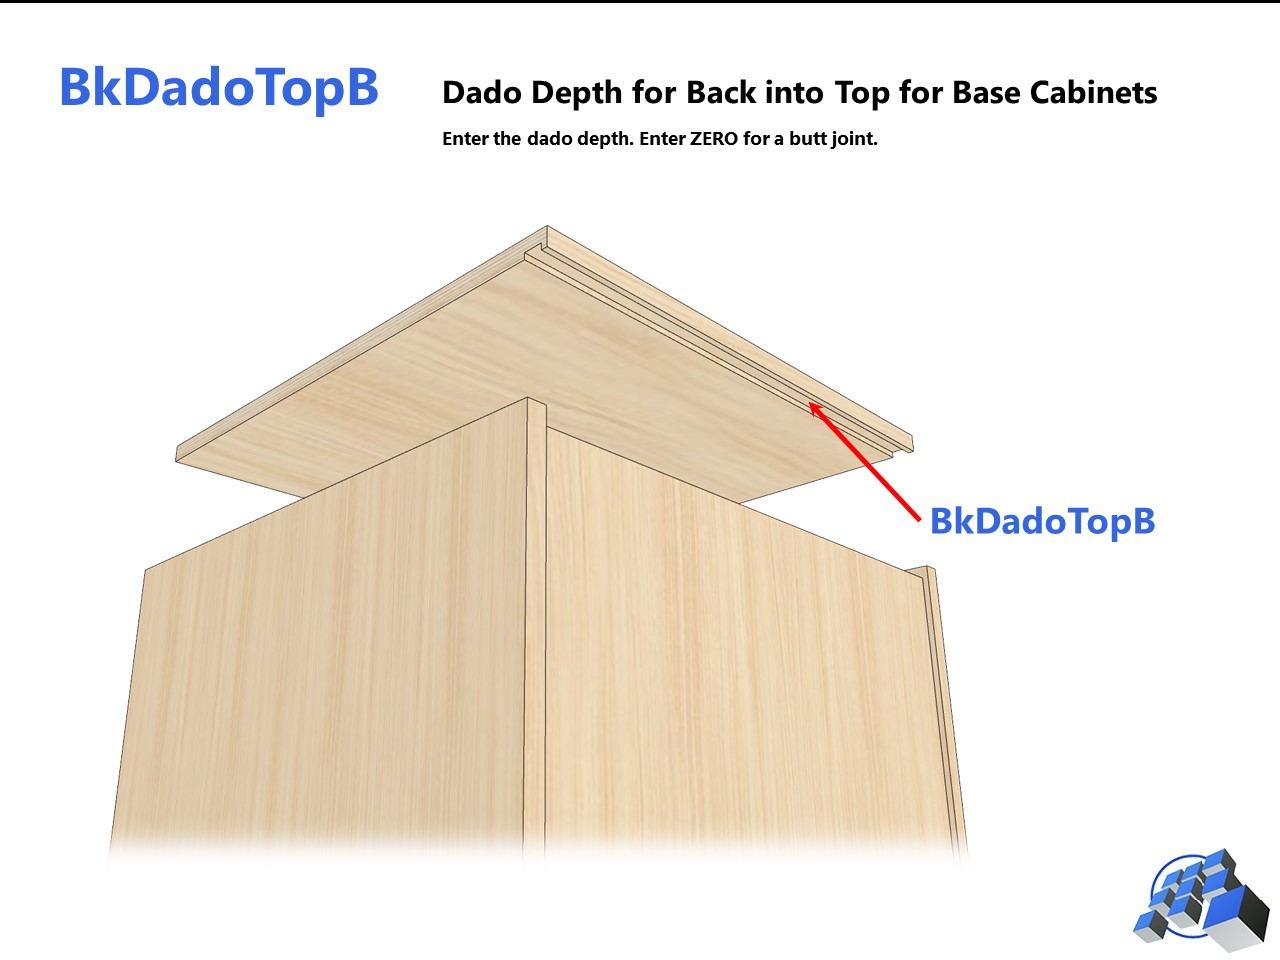 BkDadoTopB
Dado Depth for Back into Top for Base Cabinets
Enter the dado depth. Enter ZERO for a butt joint.
BkDadoTopB